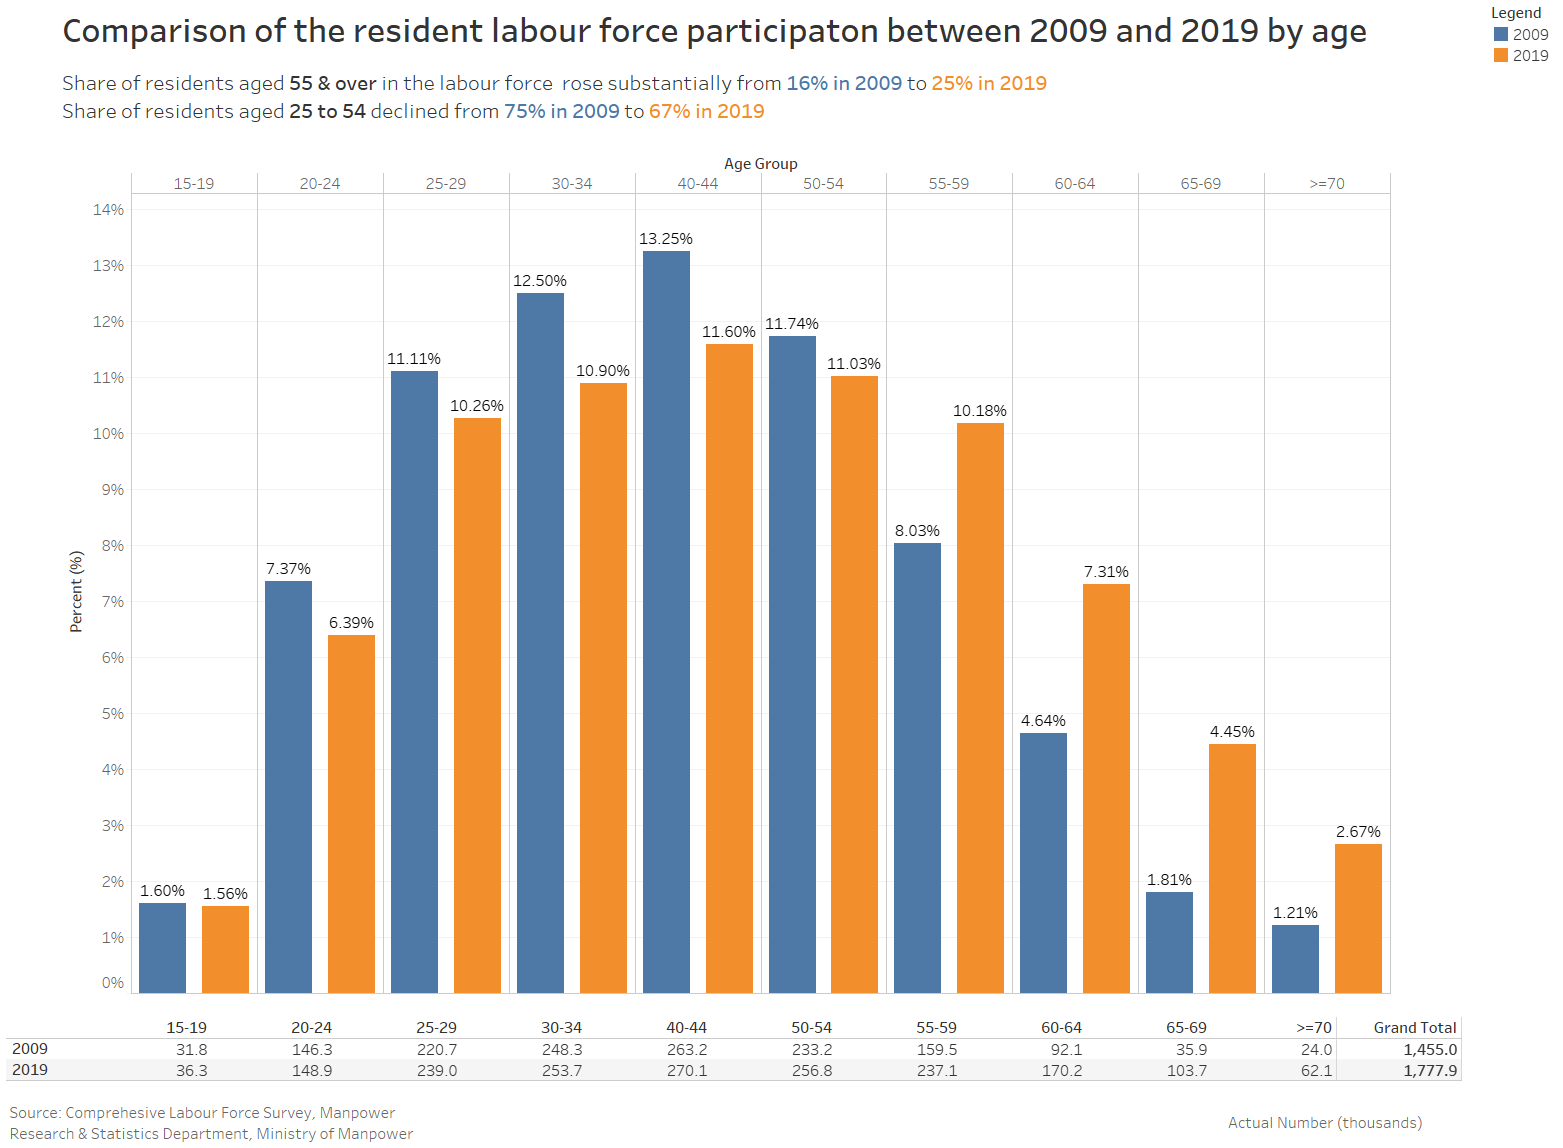 Comparison of the resident labour force participaton between 2009 and 2019 by age
Legend
2009
2019
Share of residents aged 55 & over in the labour force rose substantially from 16% in 2009 to 25% in 2019
Share of residents aged 25 to 54 declined from 75% in 2009 to 67% in 2019
Age Group
15-19 20-24 25-29 30-34 40-44 50-54 55-59 60-64 65-69 >=70
Percent (%)
14%
13%
12%
11%
10%
9%
8%
7%
6%
5%
4%
3%
2%
1%
0%
1.60% 1.56%
7.37% 6.39%
11.11% 10.26%
12.50% 10.90%
13.25% 11.60%
11.74% 11.03%
8.03% 10.18%
4.64% 7.31%
1.81% 4.45%
1.21% 2.67%
15-19 20-24 25-29 30-34 40-44 50-54 55-59 60-64 65-69 >=70 Grand Total
2009 31.8 146.3 220.7 248.3 263.2 233.2 159.5 92.1 35.9 24.0 1,455.0
2019 36.3 148.9 239.0 253.7 270.1 256.8 237.1 170.2 103.7 62.1 1,777.9
Source: Comprehesive Labour Force Survey, Manpower
Research & Statistics Department, Ministry of Manpower
Actual Number (thousands)